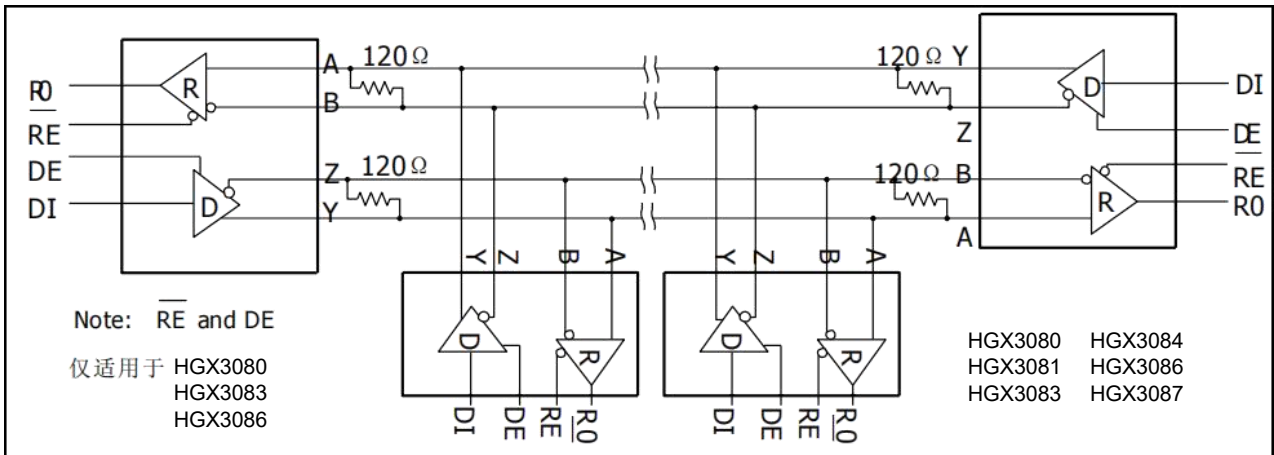 R0
RE
DE
DI
R
D
A
B
Z
Y
120Ω
120Ω
120Ω Y
Z
120Ω B
A
D
R
DI
DE
RE
R0
Y Z B A
D R
DI DE RE R0
Y Z B A
D R
DI DE RE R0
Note: RE and DE
仅适用于 HGX3080
HGX3083
HGX3086
HGX3080 HGX3084
HGX3081 HGX3086
HGX3083 HGX3087